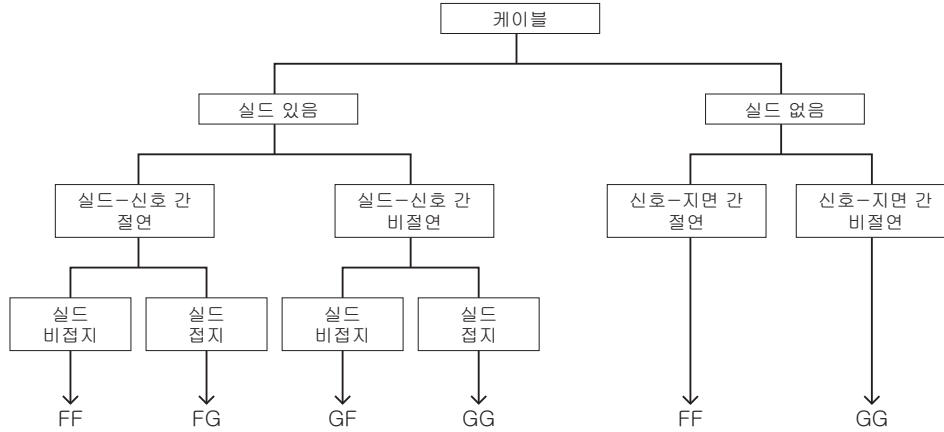 케이블
실드 있음
실드 없음
실드-신호 간
절연
실드-신호 간
비절연
신호-지면 간
절연
신호-지면 간
비절연
실드
비접지
실드
접지
실드
비접지
실드
접지
FF
FG
GF
GG
FF
GG